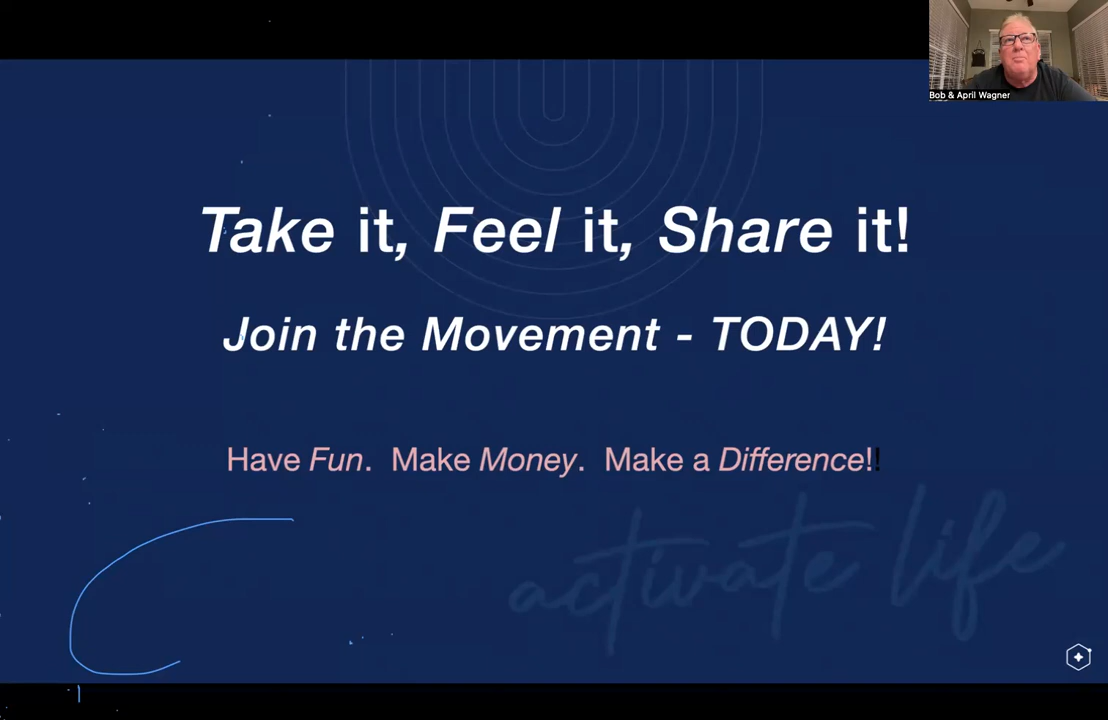 Bob & April Wagner
Take it, Feel it, Share it!
Join the Movement - TODAY!
Have Fun. Make Money. Make a Difference!!
activate life